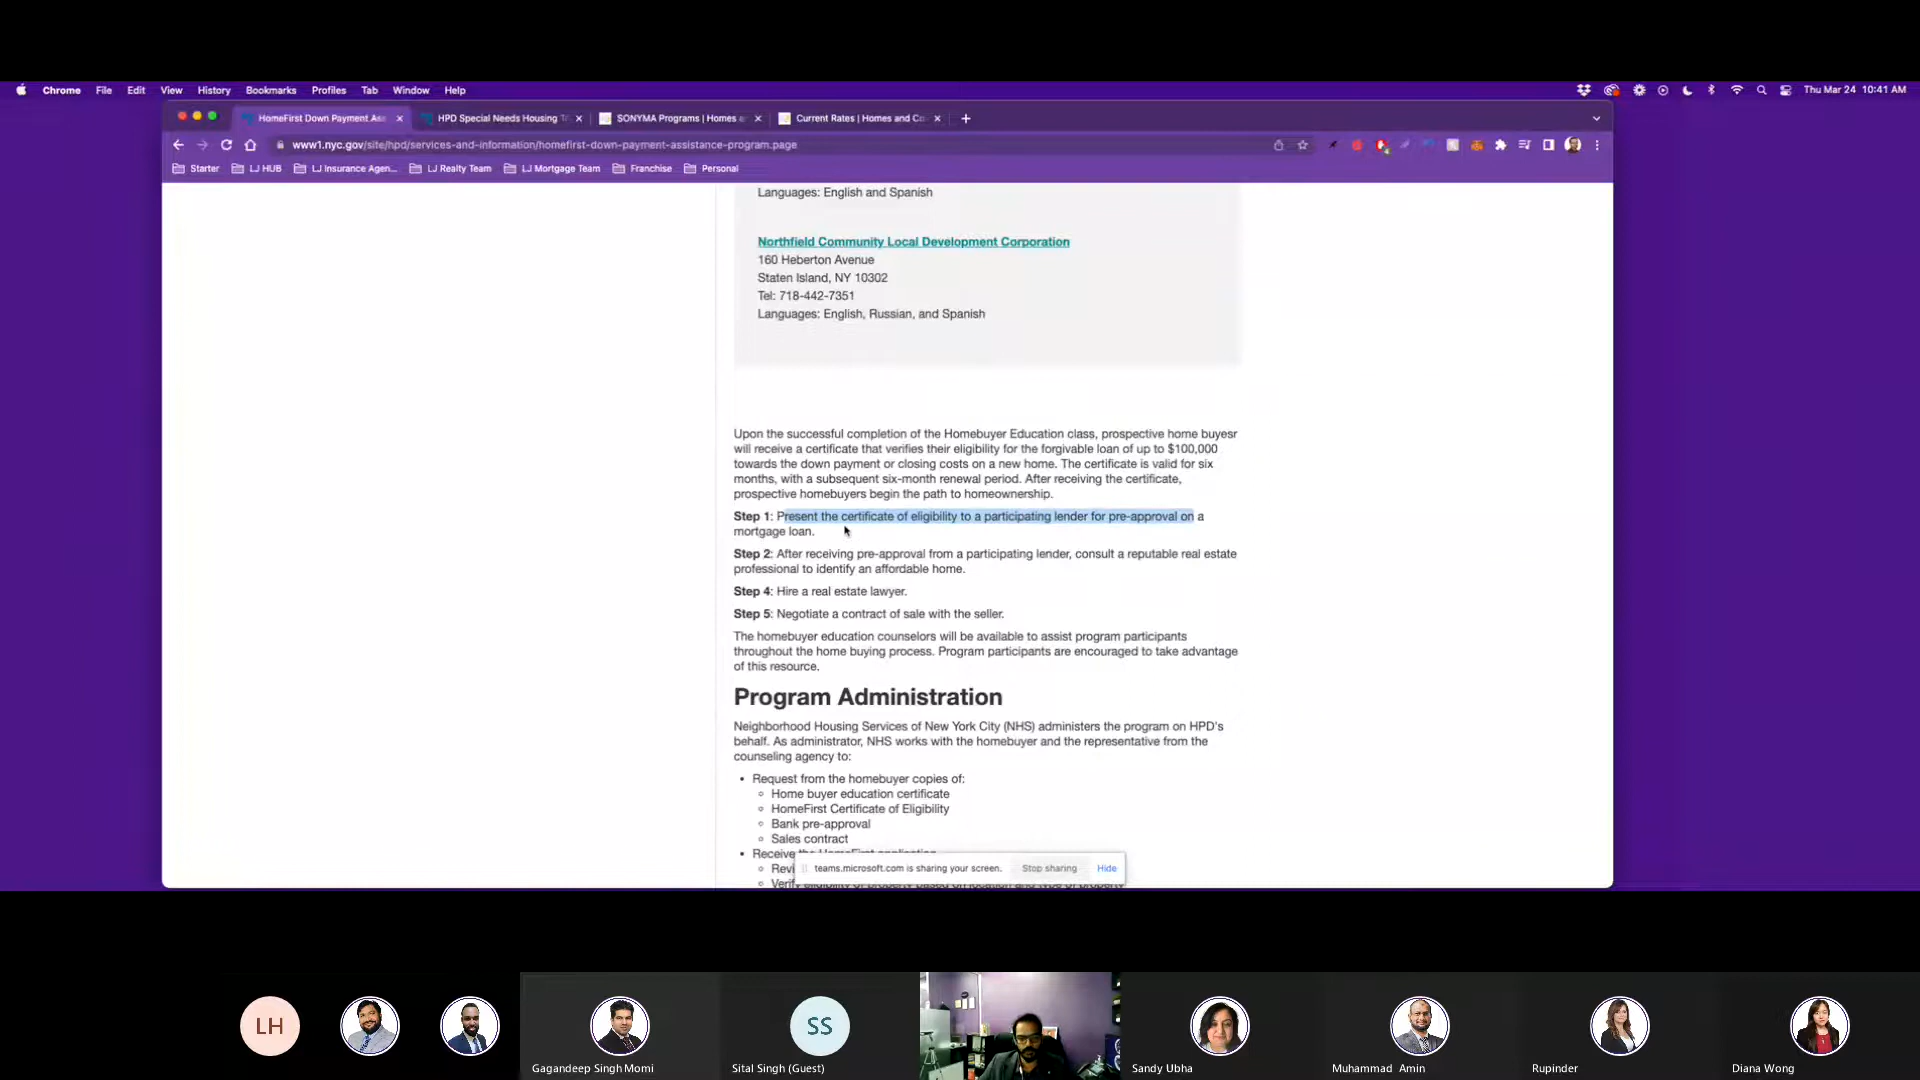 Chrome File Edit View History Bookmarks Profiles Tab Window Help Thu Mar 24 10:41 AM
HomeFirst Down Payment Ass HPD Special Needs Housing SONYMA Programs | Homes Current Rates | Homes and Co
www1.nyc.gov/site/hpd/services-and-information/homefirst-down-payment-assistance-program.page
Starter LJ HUB LJ Insurance Agen... LJ Realty Team LJ Mortgage Team Franchise Personal
Languages: English and Spanish
Northfield Community Local Development Corporation
160 Heberton Avenue
Staten Island, NY 10302
Tel: 718-442-7351
Languages: English, Russian, and Spanish
Upon the successful completion of the Homebuyer Education class, prospective home buyesr
will receive a certificate that verifies their eligibility for the forgivable loan of up to $100,000
towards the down payment or closing costs on a new home. The certificate is valid for six
months, with a subsequent six-month renewal period. After receiving the certificate,
prospective homebuyers begin the path to homeownership.
Step 1: Present the certificate of eligibility to a participating lender for pre-approval on a
mortgage loan.
Step 2: After receiving pre-approval from a participating lender, consult a reputable real estate
professional to identify an affordable home.
Step 4: Hire a real estate lawyer.
Step 5: Negotiate a contract of sale with the seller.
The homebuyer education counselors will be available to assist program participants
throughout the home buying process. Program participants are encouraged to take advantage
of this resource.
Program Administration
Neighborhood Housing Services of New York City (NHS) administers the program on HPD's
behalf. As administrator, NHS works with the homebuyer and the representative from the
counseling agency to:
• Request from the homebuyer copies of:
Home buyer education certificate
HomeFirst Certificate of Eligibility
Bank pre-approval
Sales contract
• Receive the HomeFirst application
teams.microsoft.com is sharing your screen. Stop sharing Hide
LH SS
Gagandeep Singh Momi Sital Singh (Guest) Sandy Ubha Muhammad Amin Rupinder Diana Wong